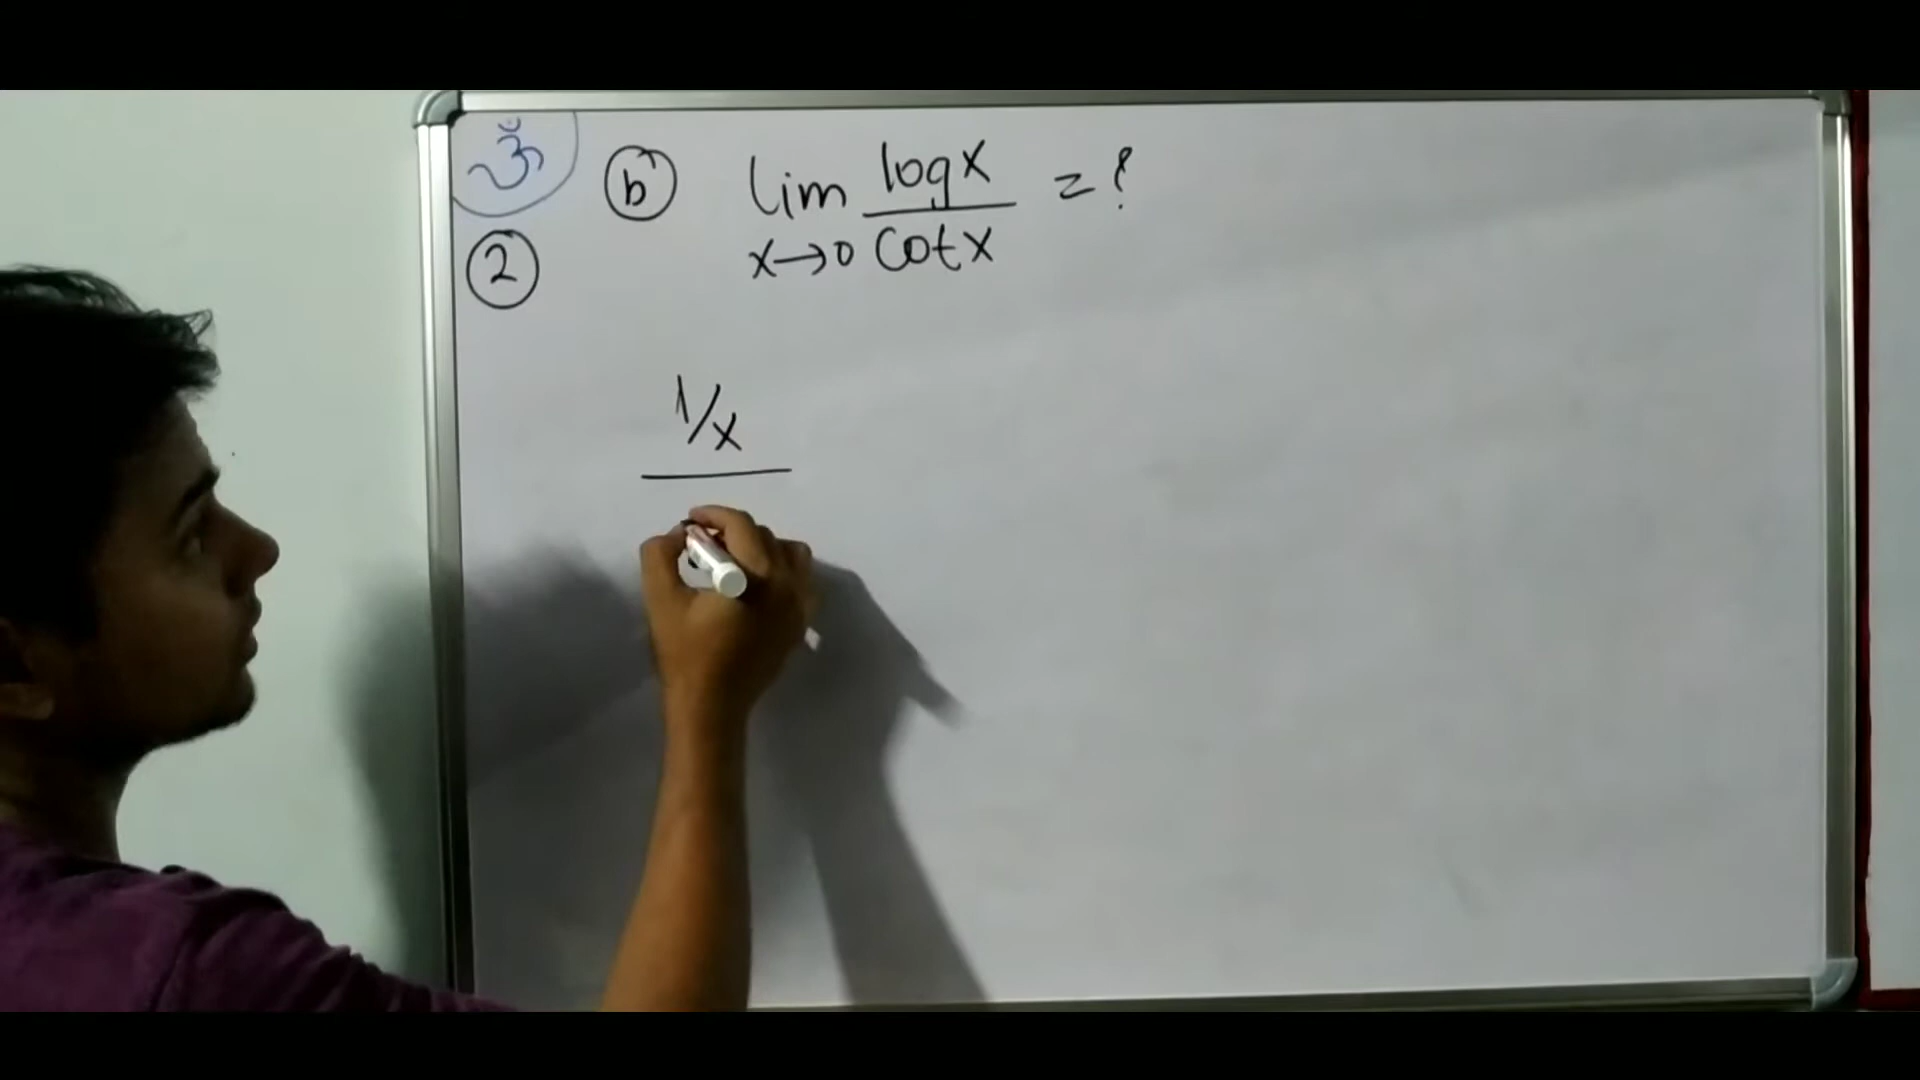 ॐ
b lim log x / cot x = ?
x→0
2
1/x